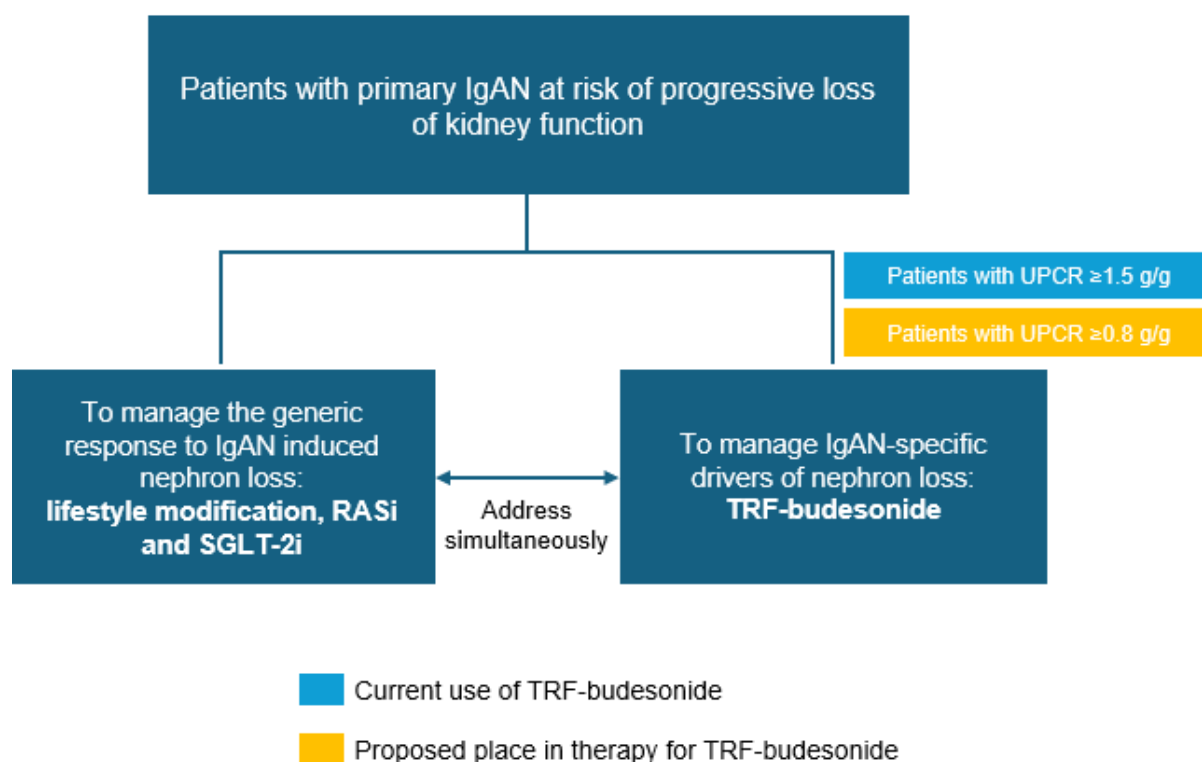 Patients with primary IgAN at risk of progressive loss
of kidney function
Patients with UPCR ≥1.5 g/g
Patients with UPCR ≥0.8 g/g
To manage the generic
response to IgAN induced
nephron loss:
lifestyle modification, RASi
and SGLT-2i
Address
simultaneously
To manage IgAN-specific
drivers of nephron loss:
TRF-budesonide
Current use of TRF-budesonide
Proposed place in therapy for TRF-budesonide